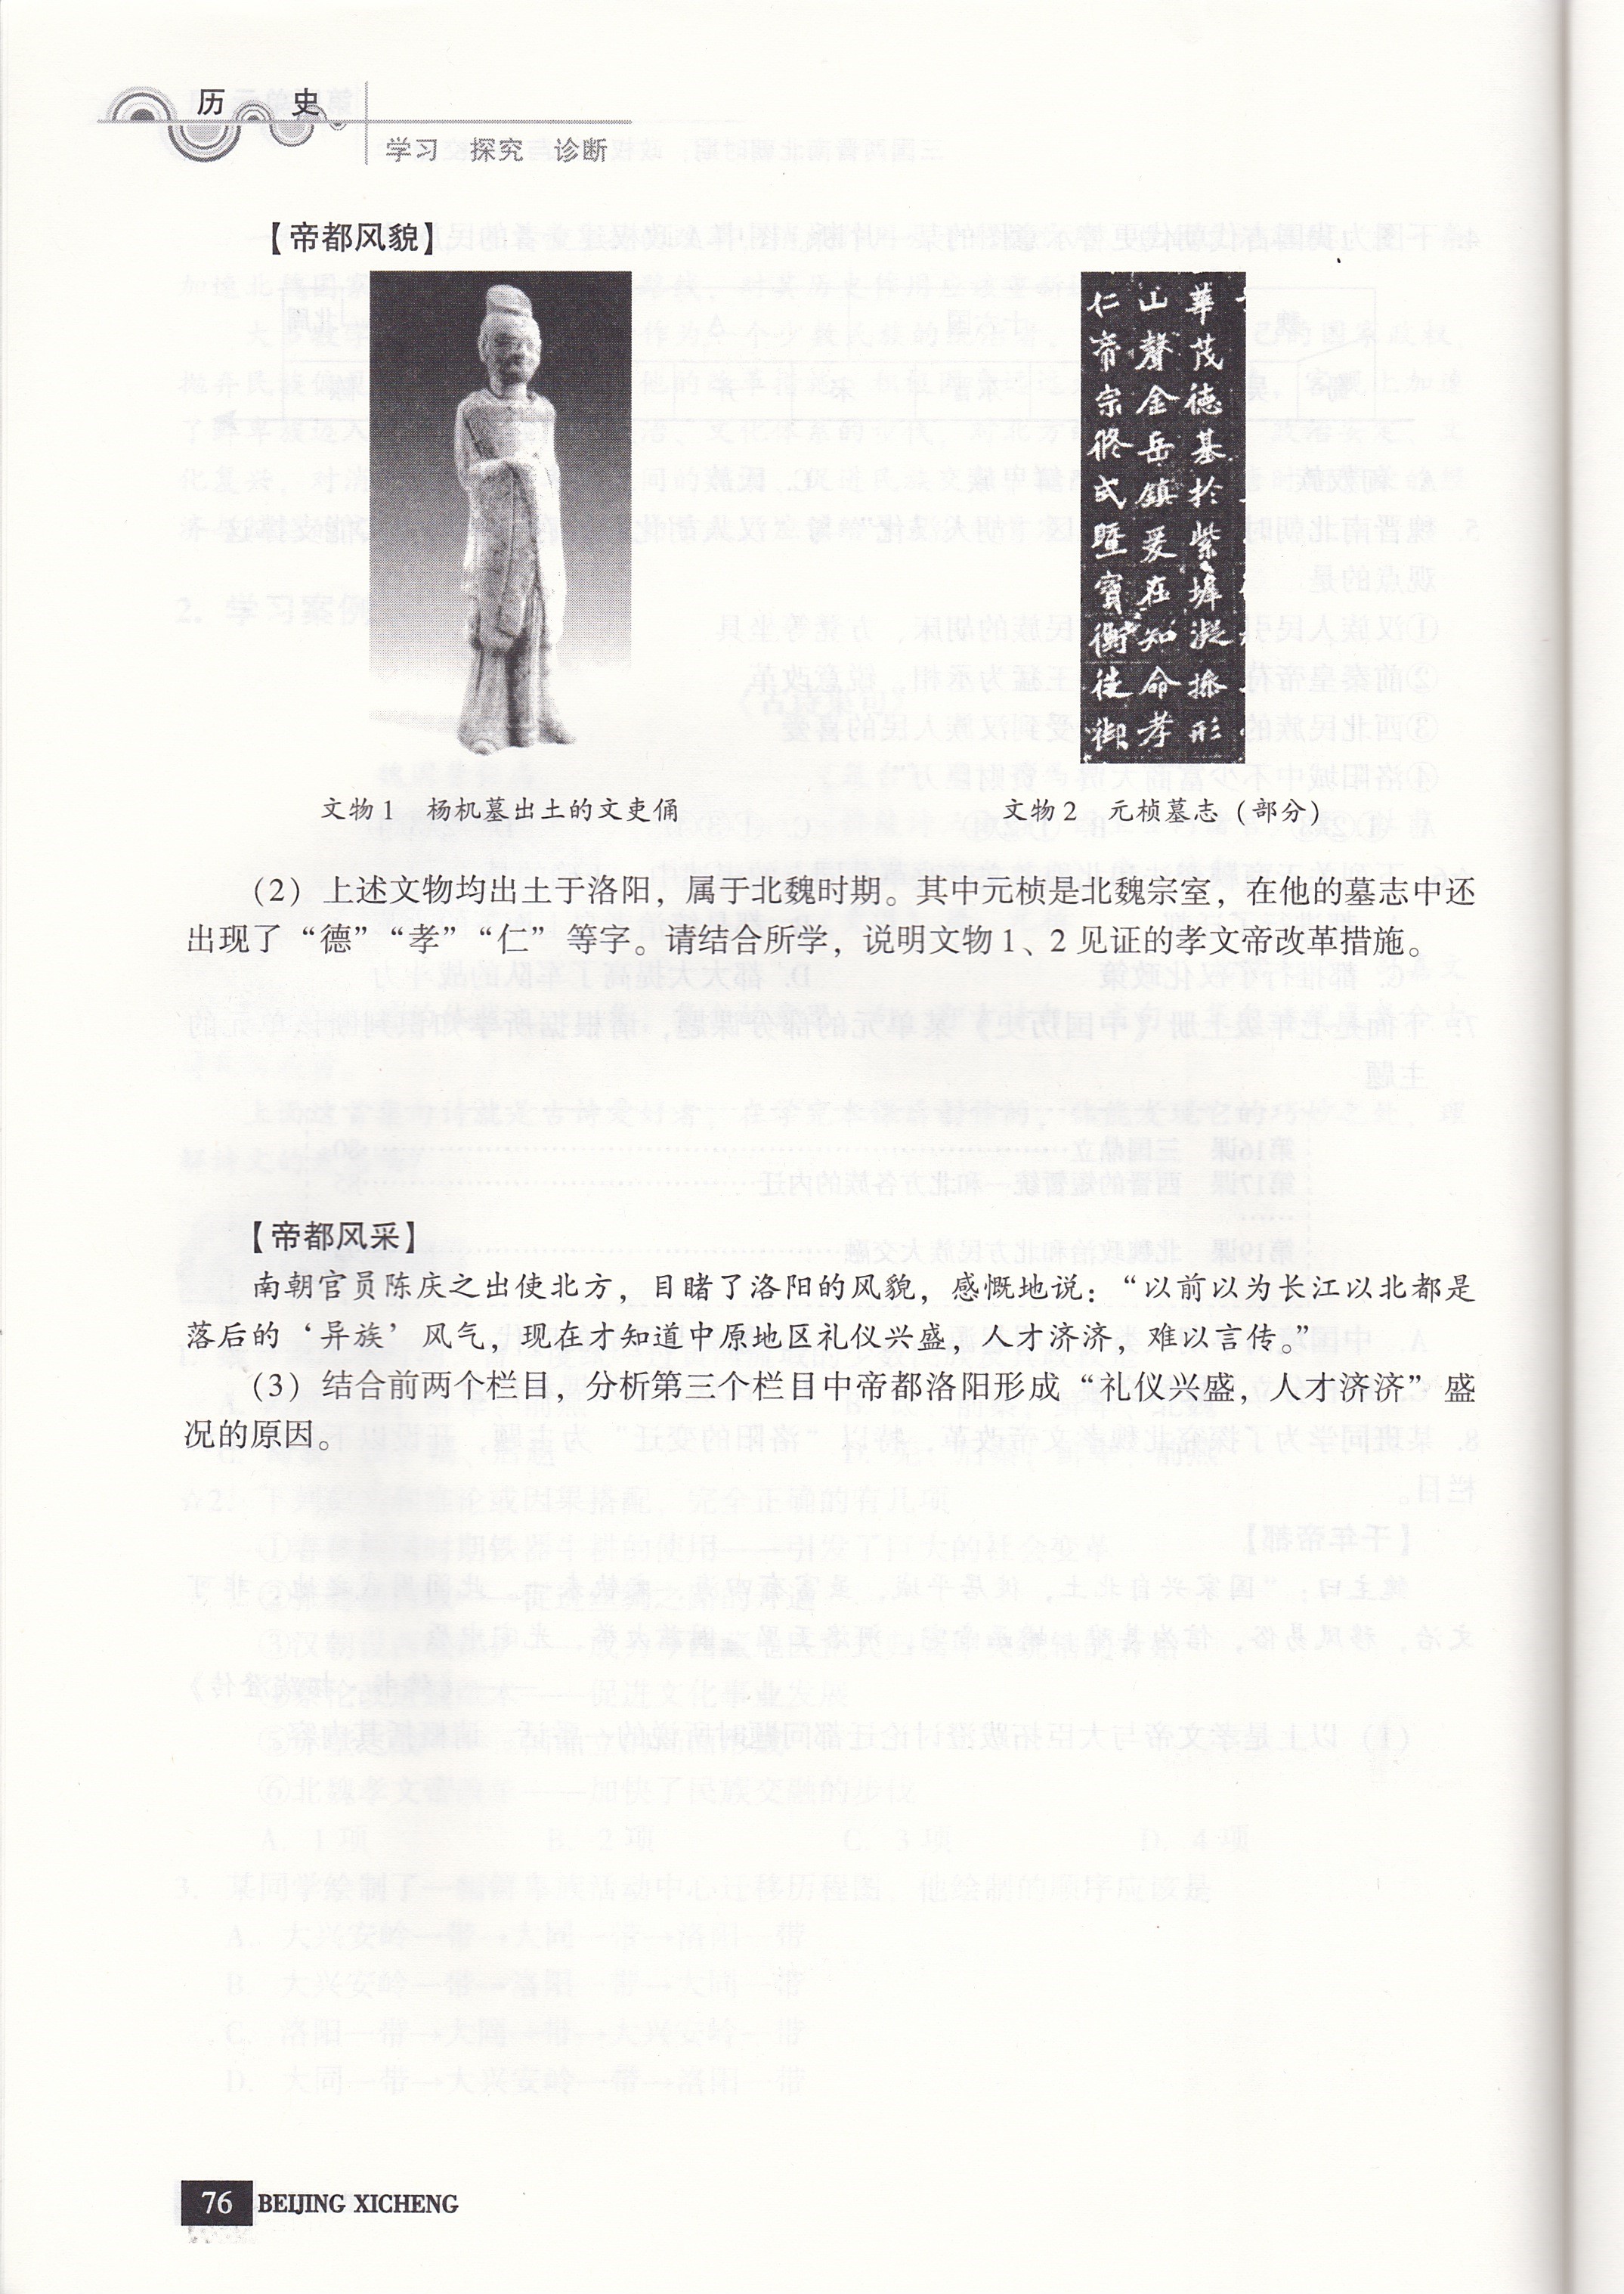 历 史
学习 探究 诊断
【帝都风貌】
華茂德基於紫墀凝操形
山聲金岳鎮爰在知命孝
仁帝宗終式暨寶衡徙御
文物1 杨机墓出土的文吏俑
文物2 元桢墓志(部分)
(2) 上述文物均出土于洛阳，属于北魏时期。其中元桢是北魏宗室，在他的墓志中还
出现了“德”“孝”“仁” 等字。请结合所学，说明文物1、2见证的孝文帝改革措施。
【帝都风采】
南朝官员陈庆之出使北方，目睹了洛阳的风貌，感慨地说：“以前以为长江以北都是
落后的‘异族’风气，现在才知道中原地区礼仪兴盛，人才济济，难以言传。”
(3) 结合前两个栏目，分析第三个栏目中帝都洛阳形成“礼仪兴盛，人才济济”盛
况的原因。
76 BEIJING XICHENG